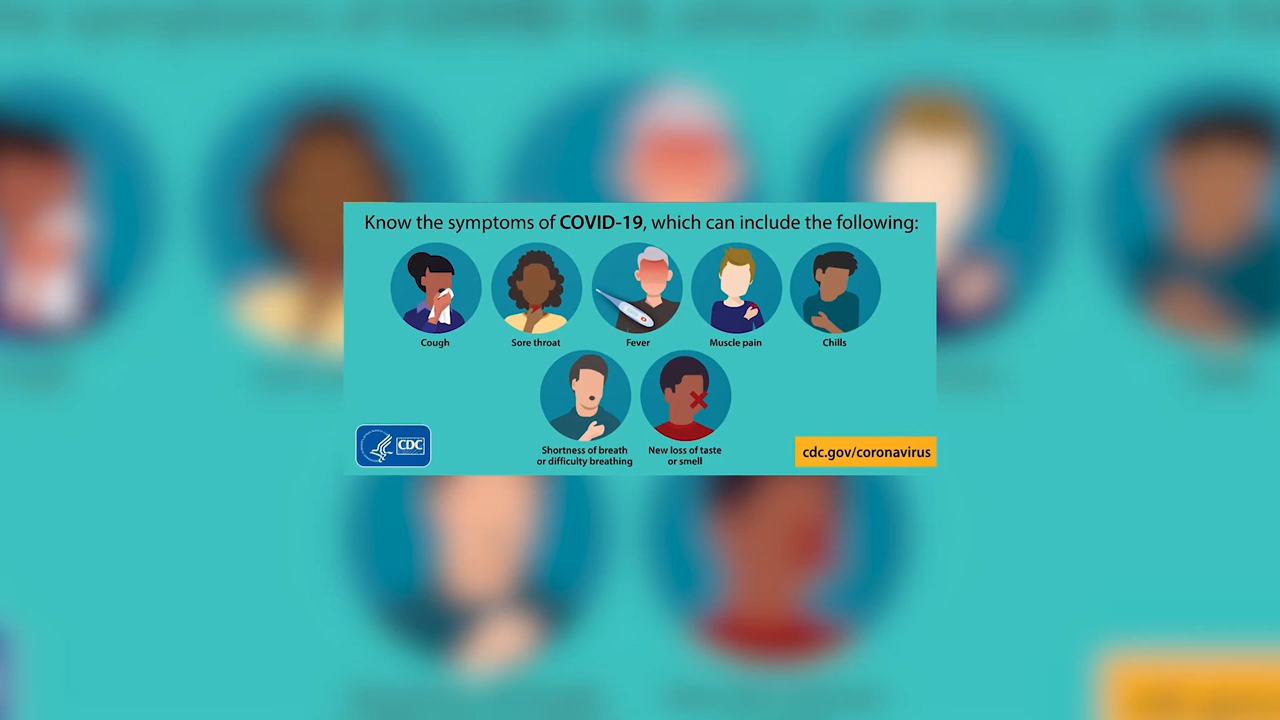 Know the symptoms of COVID-19, which can include the following:
Cough
Sore throat
Fever
Muscle pain
Chills
Shortness of breath
or difficulty breathing
New loss of taste
or smell
CDC
cdc.gov/coronavirus